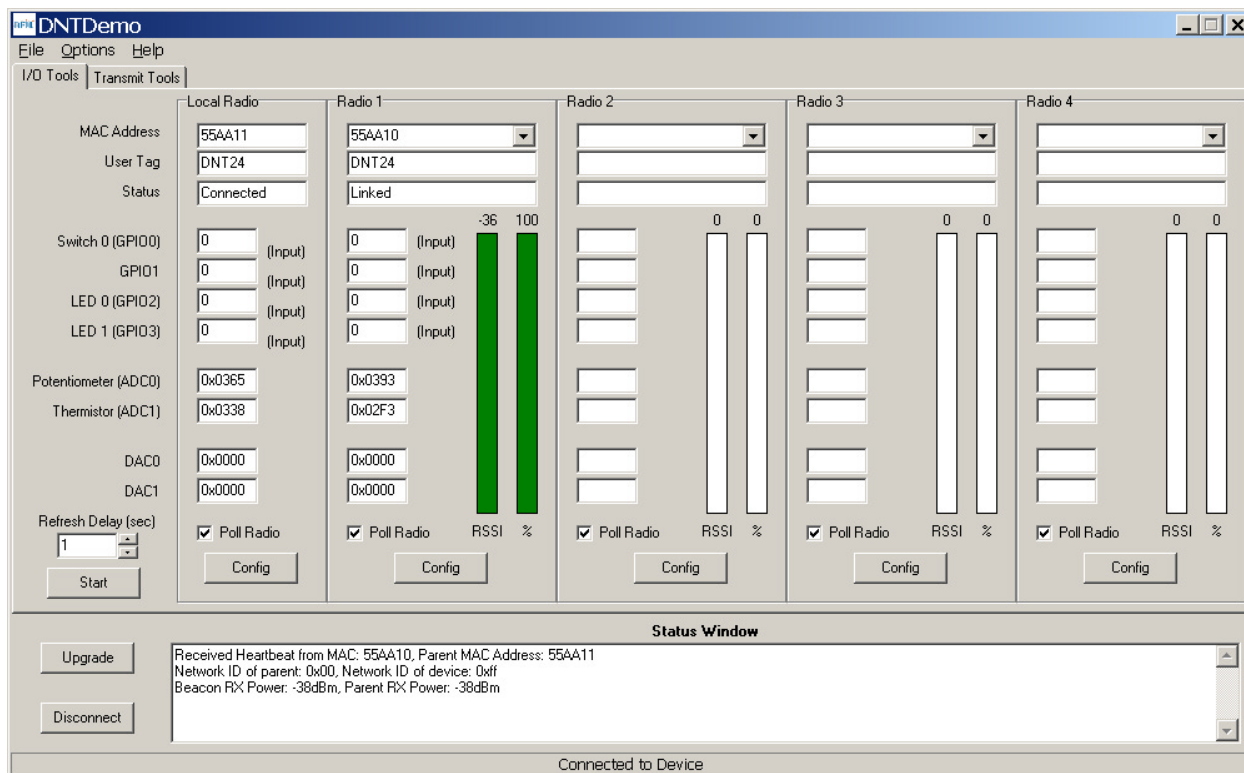 RFM DNTDemo
File Options Help
I/O Tools Transmit Tools
Local Radio Radio 1 Radio 2 Radio 3 Radio 4
MAC Address 55AA11 55AA10
User Tag DNT24 DNT24
Status Connected Linked
-36 100 0 0 0 0 0 0
Switch 0 (GPIO0) 0 (Input) 0 (Input)
GPIO1 0 (Input) 0 (Input)
LED 0 (GPIO2) 0 (Input) 0 (Input)
LED 1 (GPIO3) 0 (Input) 0 (Input)
Potentiometer (ADC0) 0x0365 0x0393
Thermistor (ADC1) 0x0338 0x02F3
DAC0 0x0000 0x0000
DAC1 0x0000 0x0000
Refresh Delay (sec)
1
Poll Radio Poll Radio RSSI % Poll Radio RSSI % Poll Radio RSSI % Poll Radio RSSI %
Start Config Config Config Config Config
Status Window
Upgrade
Received Heartbeat from MAC: 55AA10, Parent MAC Address: 55AA11
Network ID of parent: 0x00, Network ID of device: 0xff
Beacon RX Power: -38dBm, Parent RX Power: -38dBm
Disconnect
Connected to Device